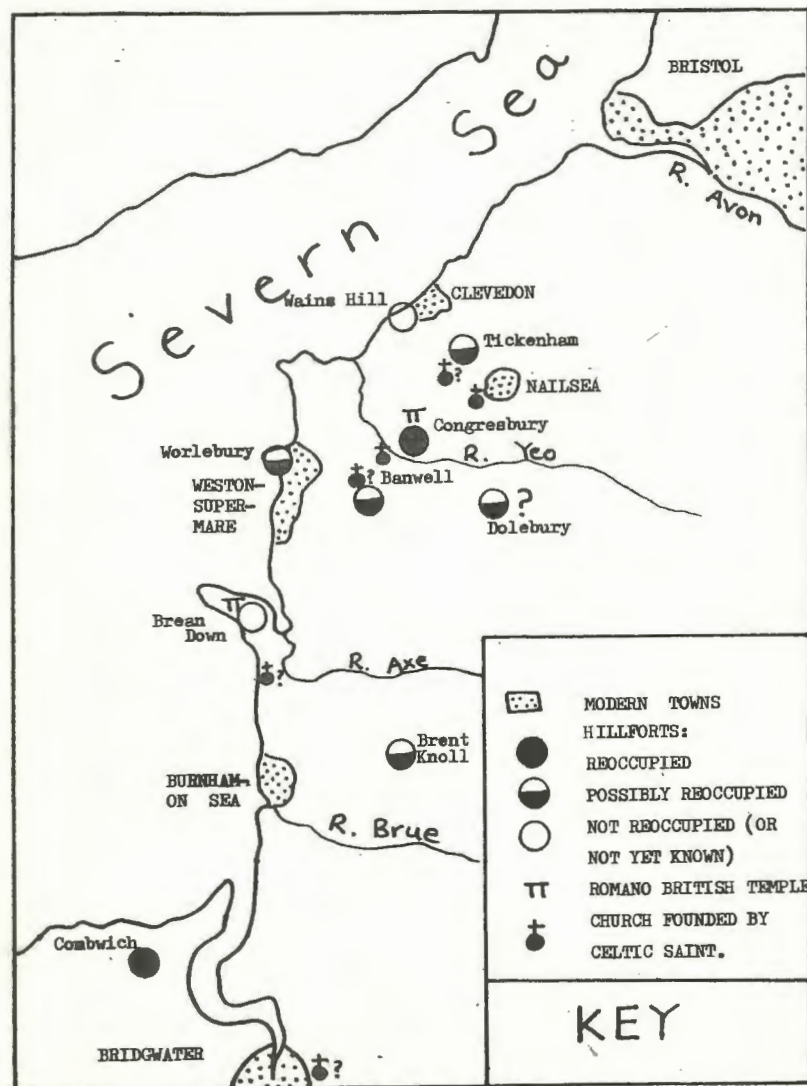 BRISTOL
Severn Sea
R. Avon
Wains Hill
CLEVEDON
Tickenham
?
NAILSEA
Congresbury
R. Yeo
Worlebury
? Banwell
WESTON-
SUPER-
MARE
?
Dolebury
Brean
Down
R. Axe
?
Brent
Knoll
BURNHAM-
ON SEA
R. Brue
Combwich
BRIDGWATER
?
MODERN TOWNS
HILLFORTS:
REOCCUPIED
POSSIBLY REOCCUPIED
NOT REOCCUPIED (OR
NOT YET KNOWN)
ROMANO BRITISH TEMPLE
CHURCH FOUNDED BY
CELTIC SAINT.
KEY